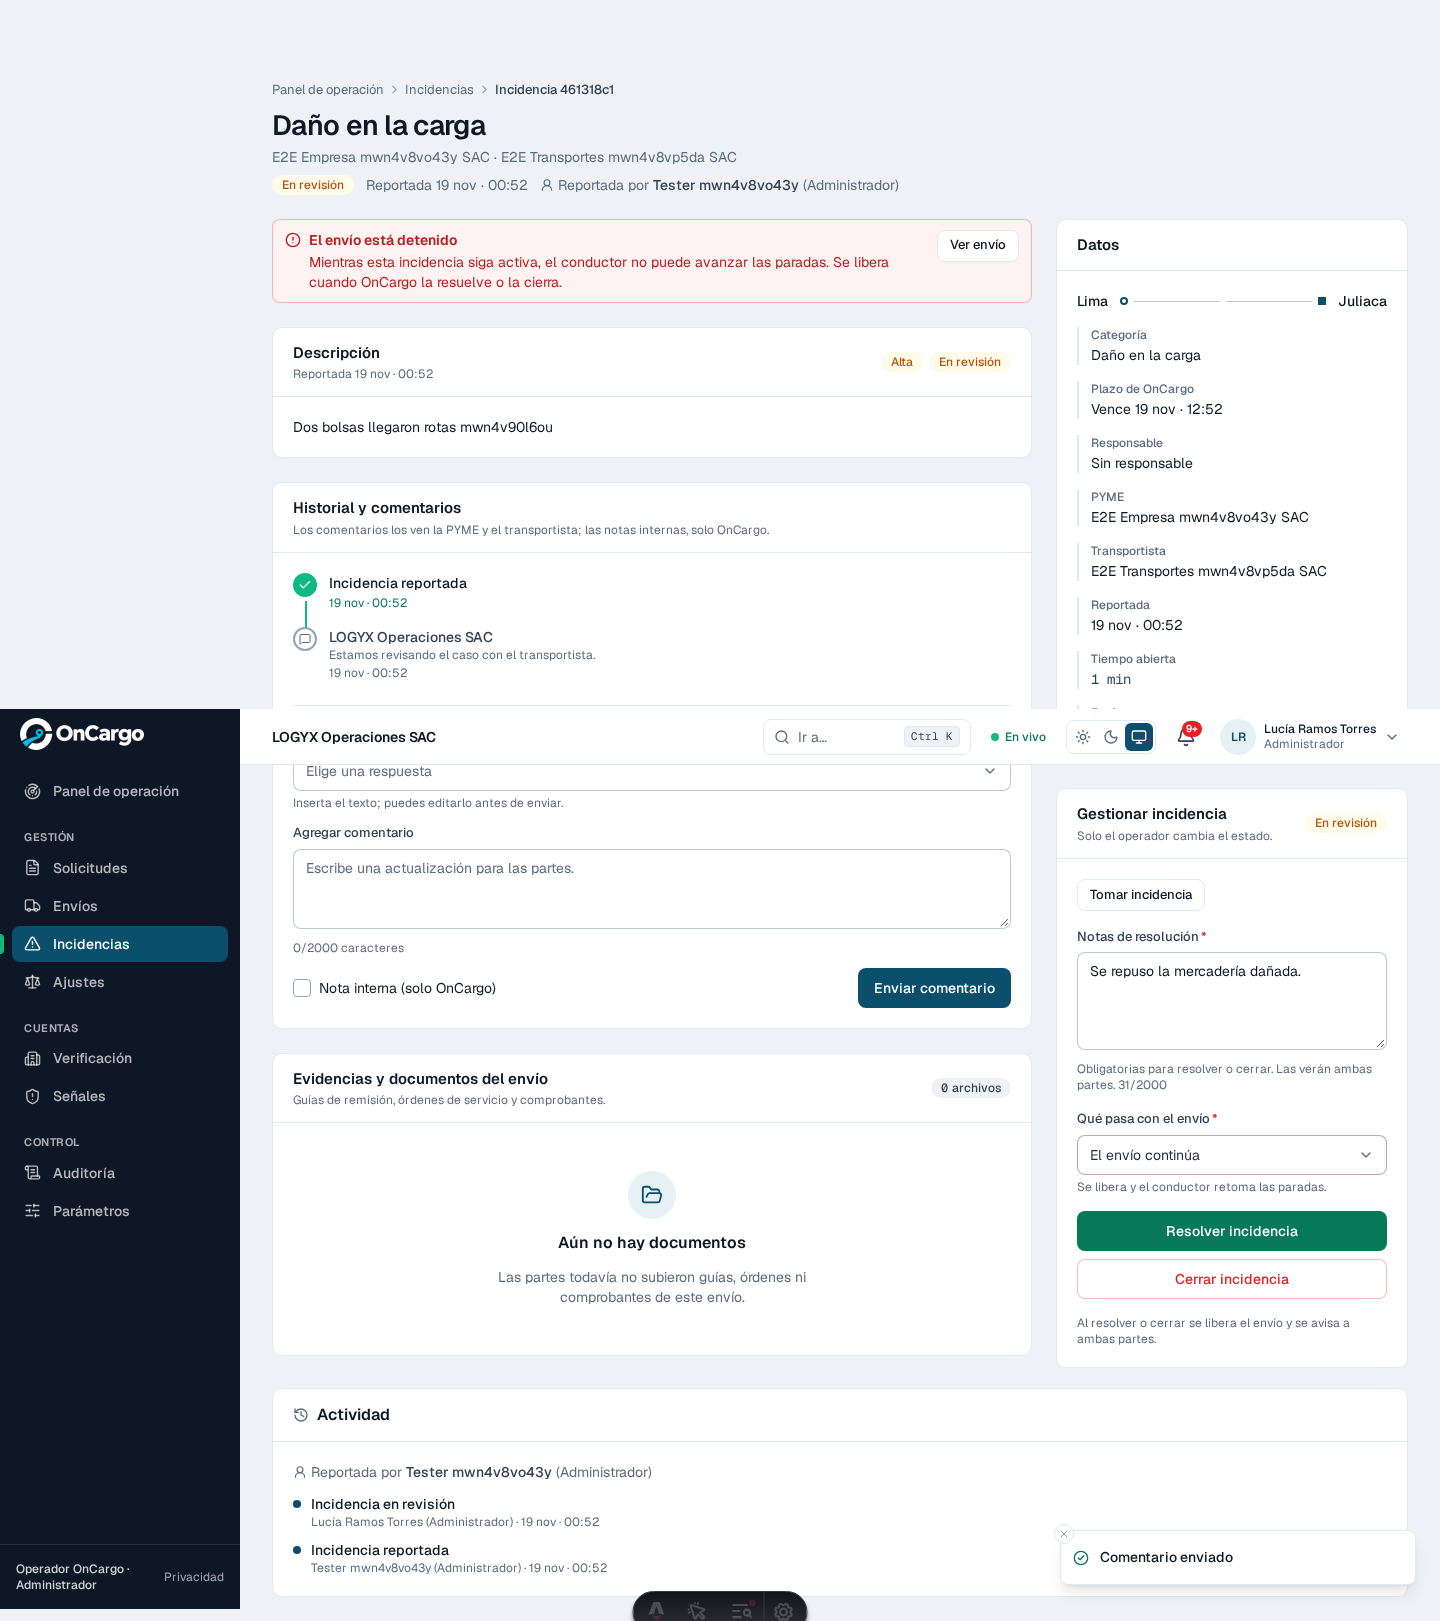 Panel de operación
Incidencias
Incidencia 461318c1
Daño en la carga
E2E Empresa mwn4v8vo43y SAC · E2E Transportes mwn4v8vp5da SAC
En revisión
Reportada 19 nov · 00:52
Reportada por Tester mwn4v8vo43y (Administrador)
El envío está detenido
Mientras esta incidencia siga activa, el conductor no puede avanzar las paradas. Se libera
cuando OnCargo la resuelve o la cierra.
Ver envío
Descripción
Reportada 19 nov · 00:52
Alta
En revisión
Dos bolsas llegaron rotas mwn4v90l6ou
Historial y comentarios
Los comentarios los ven la PYME y el transportista; las notas internas, solo OnCargo.
Incidencia reportada
19 nov · 00:52
LOGYX Operaciones SAC
Estamos revisando el caso con el transportista.
19 nov · 00:52
Datos
Lima
Juliaca
Categoría
Daño en la carga
Plazo de OnCargo
Vence 19 nov · 12:52
Responsable
Sin responsable
PYME
E2E Empresa mwn4v8vo43y SAC
Transportista
E2E Transportes mwn4v8vp5da SAC
Reportada
19 nov · 00:52
Tiempo abierta
1 min
OnCargo
LOGYX Operaciones SAC
Ir a…
Ctrl K
En vivo
9+
LR
Lucía Ramos Torres
Administrador
Panel de operación
GESTIÓN
Solicitudes
Envíos
Incidencias
Ajustes
CUENTAS
Verificación
Señales
CONTROL
Auditoría
Parámetros
Operador OnCargo ·
Administrador
Privacidad
Elige una respuesta
Inserta el texto; puedes editarlo antes de enviar.
Agregar comentario
Escribe una actualización para las partes.
0/2000 caracteres
Nota interna (solo OnCargo)
Enviar comentario
Evidencias y documentos del envío
Guías de remisión, órdenes de servicio y comprobantes.
0 archivos
Aún no hay documentos
Las partes todavía no subieron guías, órdenes ni
comprobantes de este envío.
Gestionar incidencia
Solo el operador cambia el estado.
En revisión
Tomar incidencia
Notas de resolución *
Se repuso la mercadería dañada.
Obligatorias para resolver o cerrar. Las verán ambas
partes. 31/2000
Qué pasa con el envío *
El envío continúa
Se libera y el conductor retoma las paradas.
Resolver incidencia
Cerrar incidencia
Al resolver o cerrar se libera el envío y se avisa a
ambas partes.
Actividad
Reportada por Tester mwn4v8vo43y (Administrador)
Incidencia en revisión
Lucía Ramos Torres (Administrador) · 19 nov · 00:52
Incidencia reportada
Tester mwn4v8vo43y (Administrador) · 19 nov · 00:52
Comentario enviado